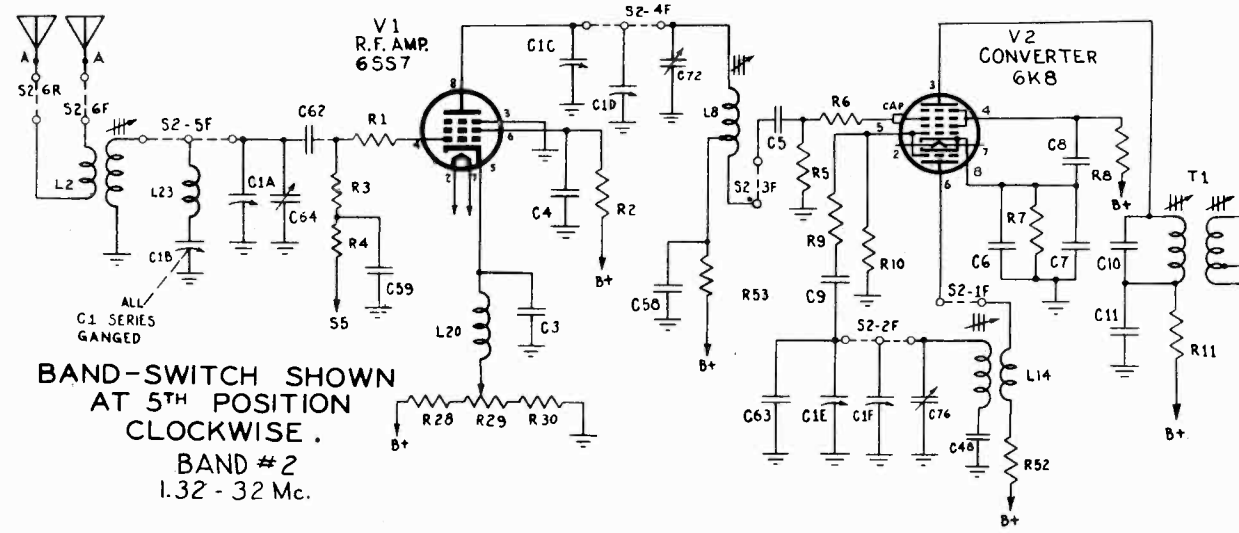 S2-4F
V1
R.F. AMP.
6SS7
C1C
C72
C1D
V2
CONVERTER
6K8
A
A
S2 6R
S2 6F
S2-5F
C62
R1
8
3
6
4
2
7
5
L8
C5
R6
CAP
3
4
5
2
7
6
8
C8
R8
B+
T1
L2
L23
C1A
C64
R3
R4
C59
S5
C1B
C4
R2
B+
R5
S2 3F
R9
R10
R7
C6
C7
C10
C11
R11
B+
ALL
C1 SERIES
GANGED
L20
C3
C58
R53
B+
C9
S2-1F
S2-2F
L14
C63
C1E
C1F
C76
C48
R52
B+
R28
R29
R30
B+
BAND-SWITCH SHOWN
AT 5TH POSITION
CLOCKWISE.
BAND #2
1.32 - 32 Mc.